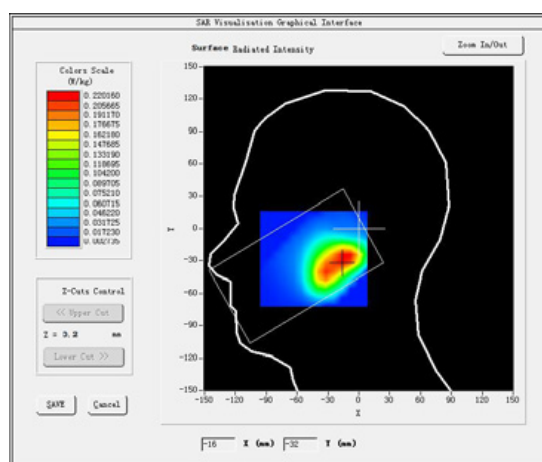 SAR Visualisation Graphical Interface
Surface Radiated Intensity
Zoom In/Out
Colors Scale
(W/kg)
0.220160
0.205665
0.191170
0.176675
0.162180
0.147685
0.133190
0.118695
0.104200
0.089705
0.075210
0.060715
0.046220
0.031725
0.017230
0.002735
150
120
90
60
30
0
-30
-60
-90
-120
-150
Y
-150 -120 -90 -60 -30 0 30 60 90 120 150
X
Z-Cuts Control
<< Upper Cut
Z = 3.2 mm
Lower Cut >>
SAVE Cancel
-16 X (mm) -32 Y (mm)